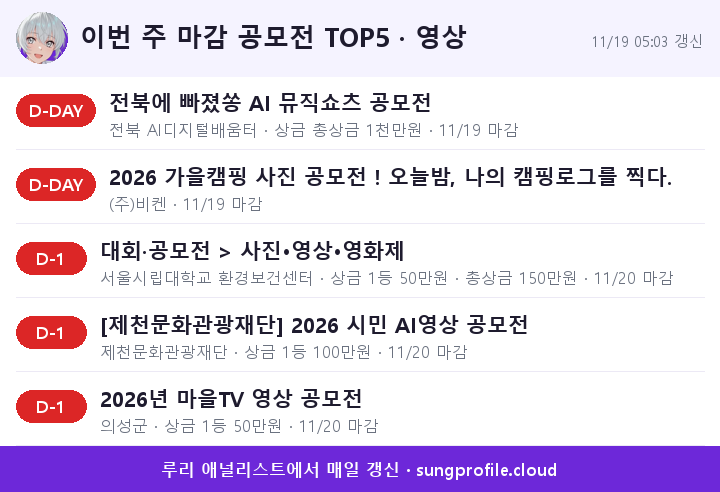 이번 주 마감 공모전 TOP5 · 영상
11/19 05:03 갱신
D-DAY
전북에 빠졌쏭 AI 뮤직쇼츠 공모전
전북 AI디지털배움터 · 상금 총상금 1천만원 · 11/19 마감
D-DAY
2026 가을캠핑 사진 공모전 ! 오늘밤, 나의 캠핑로그를 찍다.
(주)비켄 · 11/19 마감
D-1
대회·공모전 > 사진•영상•영화제
서울시립대학교 환경보건센터 · 상금 1등 50만원 · 총상금 150만원 · 11/20 마감
D-1
[제천문화관광재단] 2026 시민 AI영상 공모전
제천문화관광재단 · 상금 1등 100만원 · 11/20 마감
D-1
2026년 마을TV 영상 공모전
의성군 · 상금 1등 50만원 · 11/20 마감
루리 애널리스트에서 매일 갱신 · sungprofile.cloud